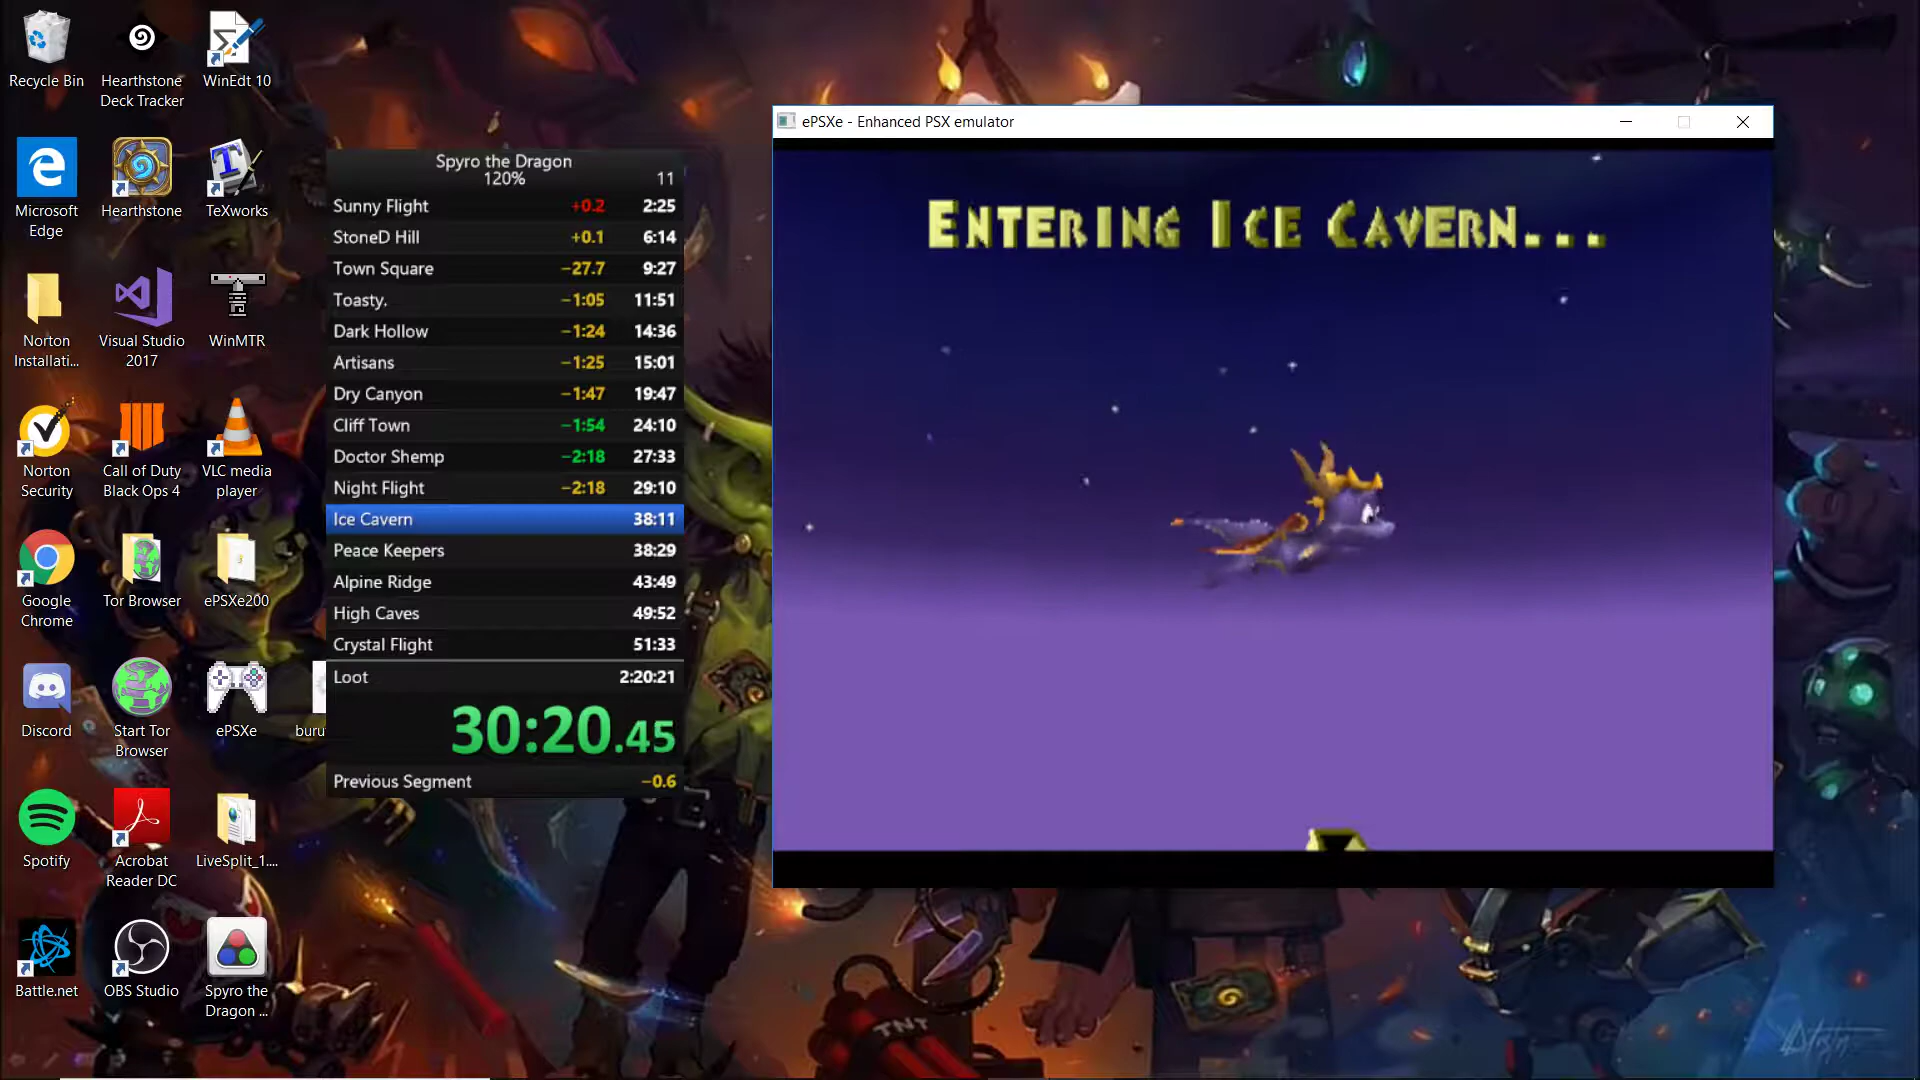 Recycle Bin
Hearthstone
Deck Tracker
WinEdt 10
Microsoft
Edge
Hearthstone
TeXworks
Norton
Installati...
Visual Studio
2017
WinMTR
Norton
Security
Call of Duty
Black Ops 4
VLC media
player
Google
Chrome
Tor Browser
ePSXe200
Discord
Start Tor
Browser
ePSXe
buru
Spotify
Acrobat
Reader DC
LiveSplit_1....
Battle.net
OBS Studio
Spyro the
Dragon ...
Spyro the Dragon
120% 11
Sunny Flight +0.2 2:25
StoneD Hill +0.1 6:14
Town Square −27.7 9:27
Toasty. −1:05 11:51
Dark Hollow −1:24 14:36
Artisans −1:25 15:01
Dry Canyon −1:47 19:47
Cliff Town −1:54 24:10
Doctor Shemp −2:18 27:33
Night Flight −2:18 29:10
Ice Cavern 38:11
Peace Keepers 38:29
Alpine Ridge 43:49
High Caves 49:52
Crystal Flight 51:33
Loot 2:20:21
30:20.45
Previous Segment −0.6
ePSXe - Enhanced PSX emulator
ENTERING ICE CAVERN...
TNT